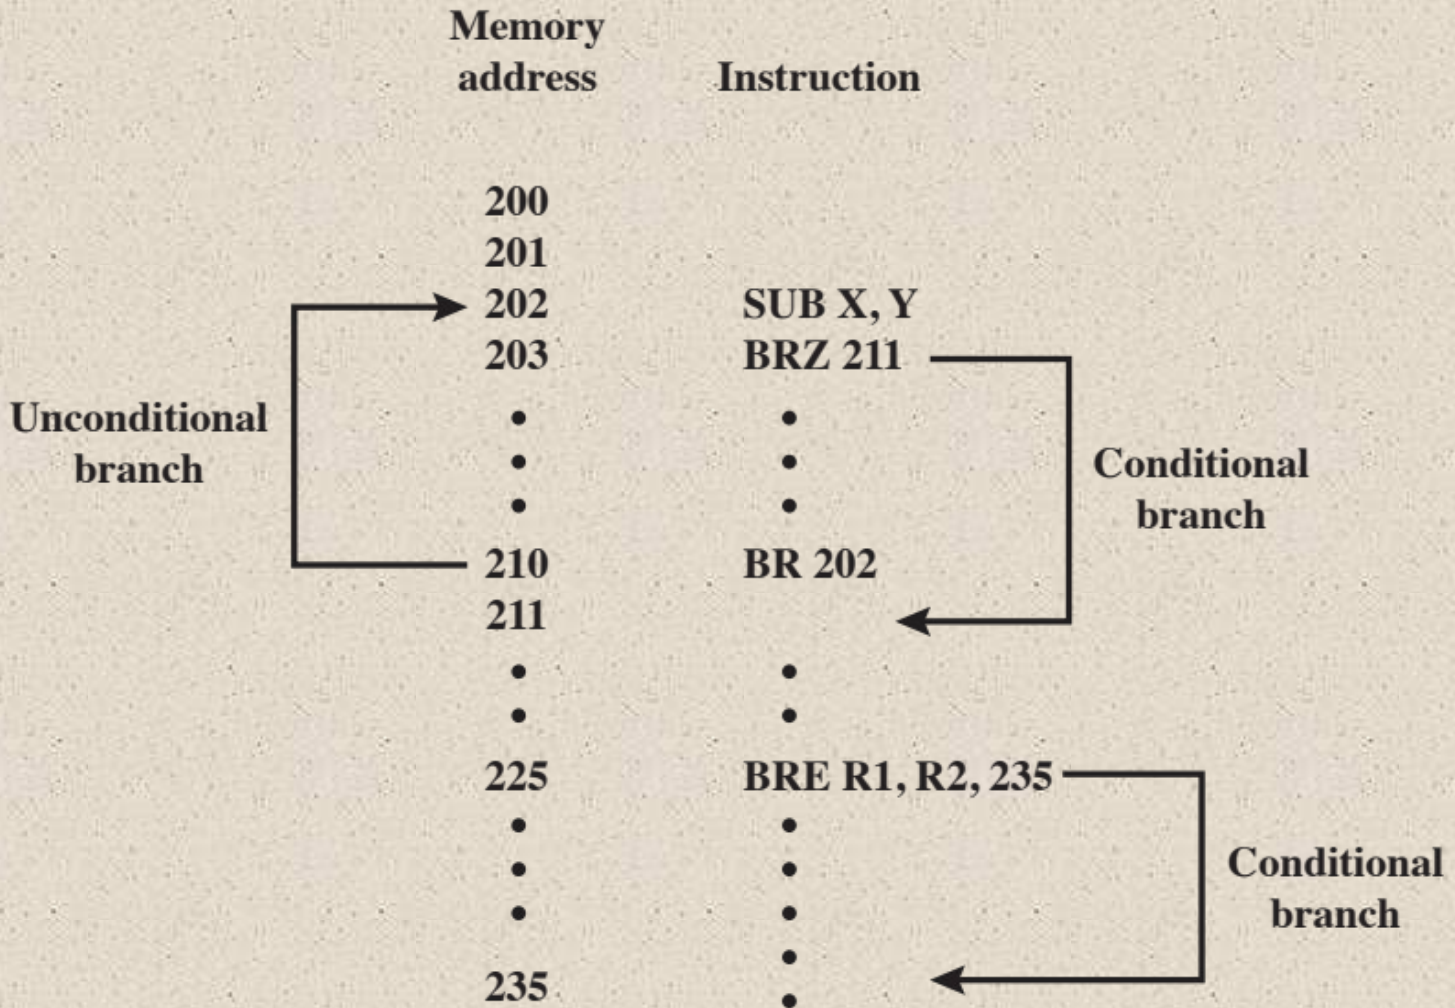 Memory
address Instruction
200
201
202 SUB X, Y
203 BRZ 211
Unconditional
branch
Conditional
branch
210 BR 202
211
225 BRE R1, R2, 235
Conditional
branch
235